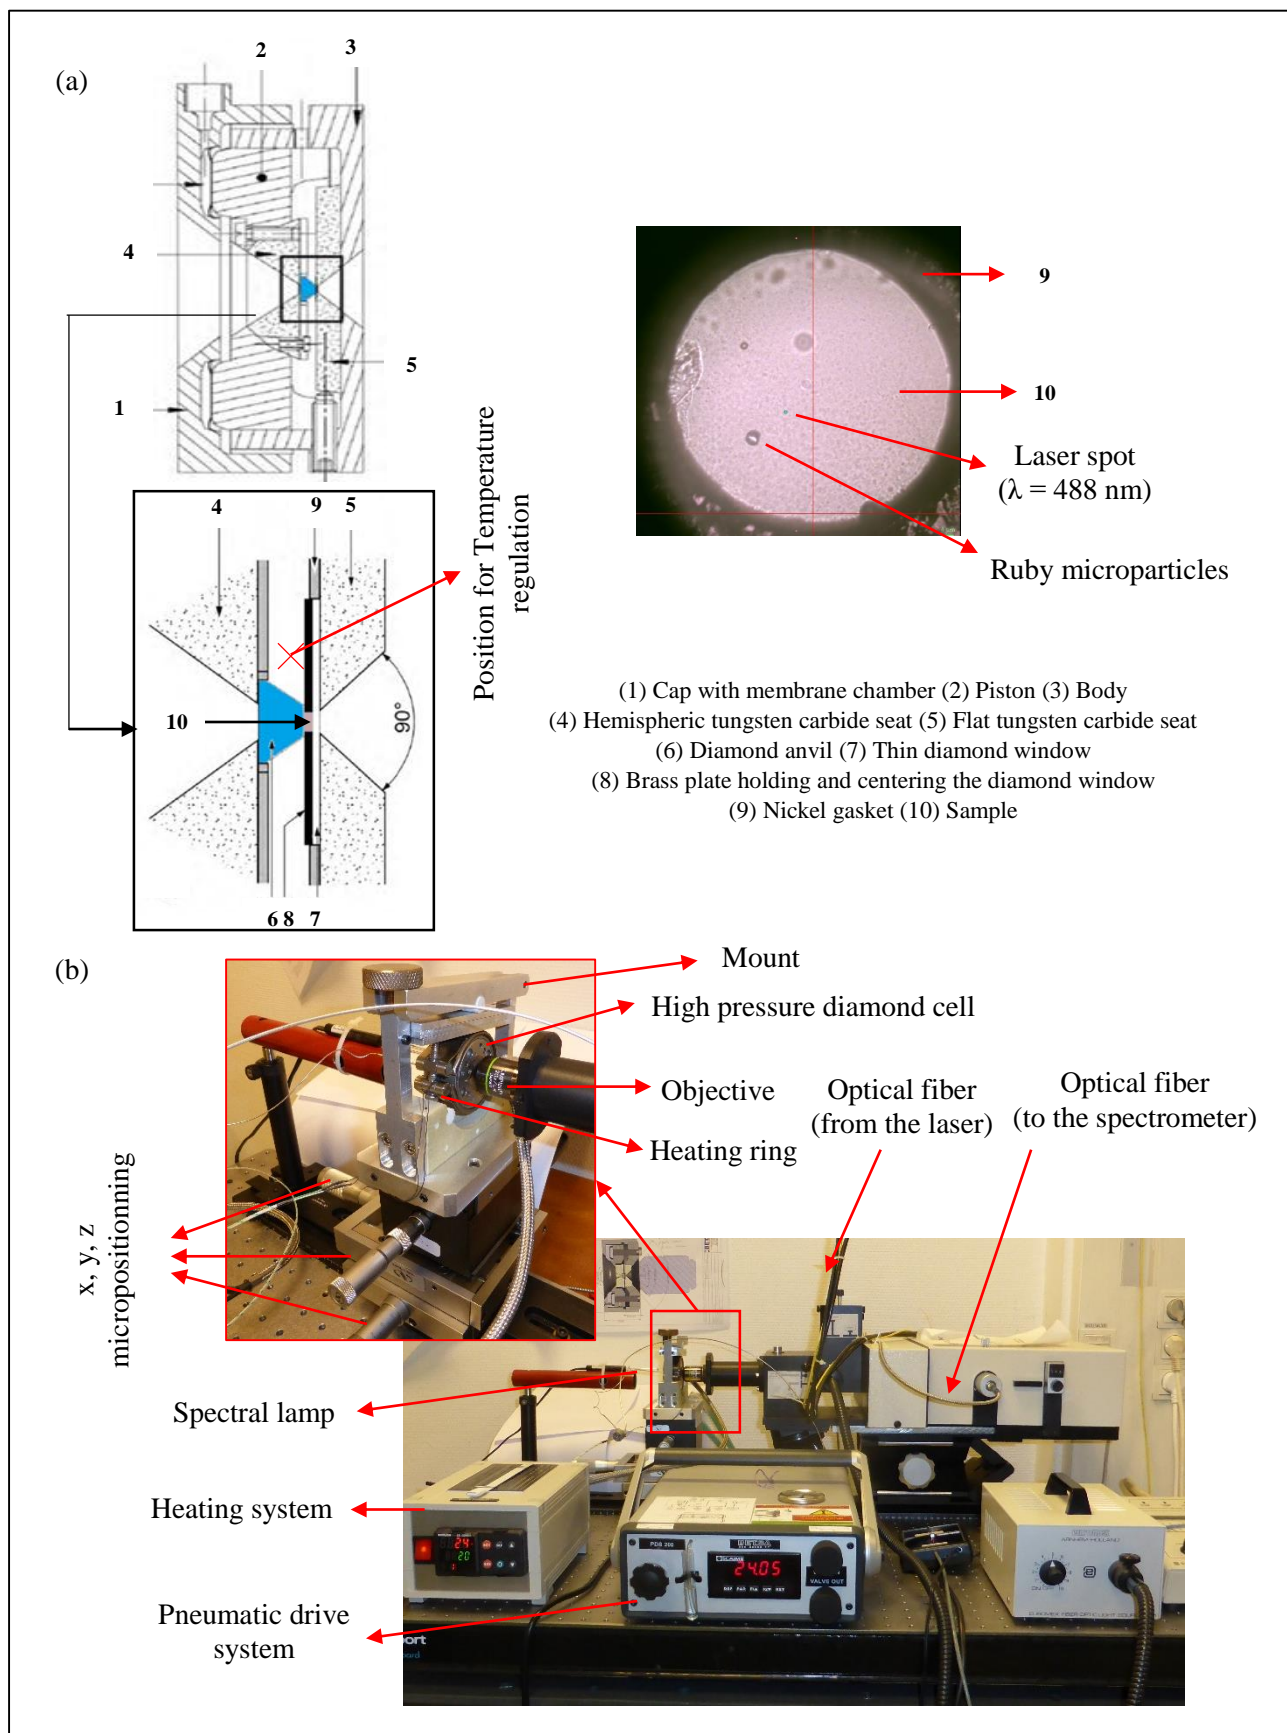 (a)
2
3
4
5
1
9
10
Laser spot
(λ = 488 nm)
Ruby microparticles
Position for Temperature
regulation
4
9
5
10
90°
6 8 7
(1) Cap with membrane chamber (2) Piston (3) Body
(4) Hemispheric tungsten carbide seat (5) Flat tungsten carbide seat
(6) Diamond anvil (7) Thin diamond window
(8) Brass plate holding and centering the diamond window
(9) Nickel gasket (10) Sample
(b)
Mount
High pressure diamond cell
Objective
Heating ring
Optical fiber
(from the laser)
Optical fiber
(to the spectrometer)
x, y, z
micropositionning
Spectral lamp
Heating system
Pneumatic drive
system
24
20
PDS 200
24.05
VALVE OUT
port